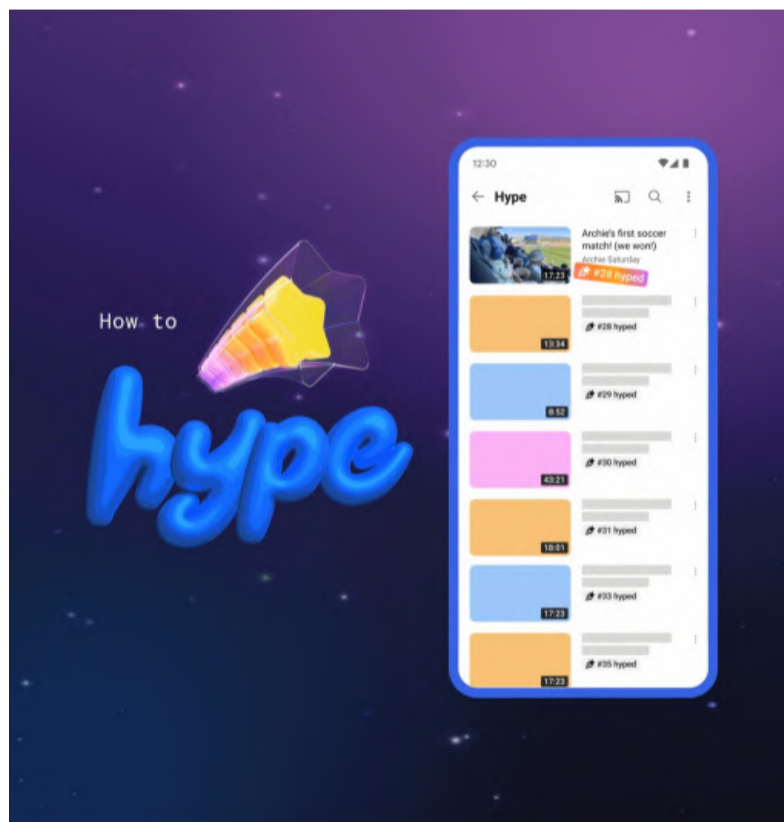 How to
hype
12:30
Hype
Archie's first soccer
match! (we won!)
Archie Saturday
17:23
#28 hyped
13:34
#28 hyped
8:52
#29 hyped
43:21
#30 hyped
18:01
#31 hyped
17:23
#33 hyped
17:23
#35 hyped